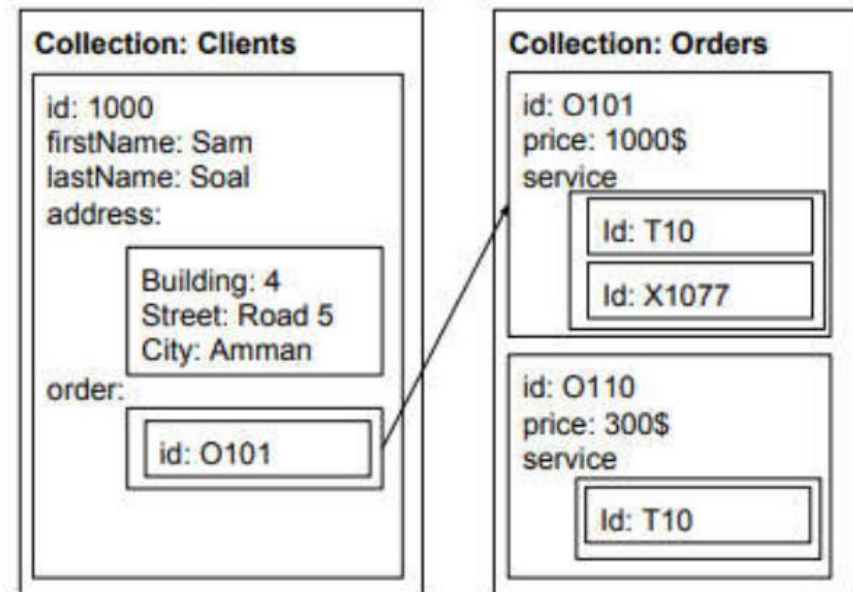 Collection: Clients
id: 1000
firstName: Sam
lastName: Soal
address:
Building: 4
Street: Road 5
City: Amman
order:
id: O101
Collection: Orders
id: O101
price: 1000$
service
Id: T10
Id: X1077
id: O110
price: 300$
service
Id: T10